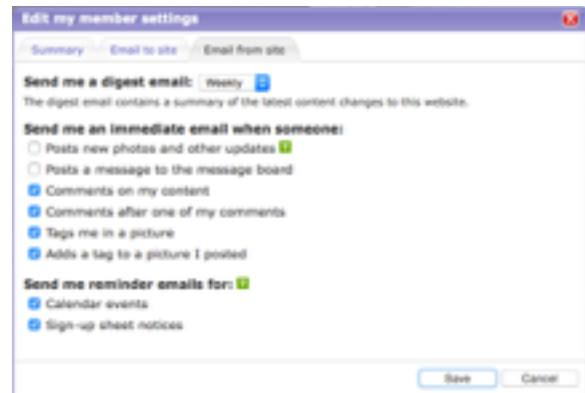 Edit my member settings
Summary Email to site Email from site
Send me a digest email: Weekly
The digest email contains a summary of the latest content changes to this website.
Send me an immediate email when someone:
Posts new photos and other updates ?
Posts a message to the message board
Comments on my content
Comments after one of my comments
Tags me in a picture
Adds a tag to a picture I posted
Send me reminder emails for: ?
Calendar events
Sign-up sheet notices
Save Cancel